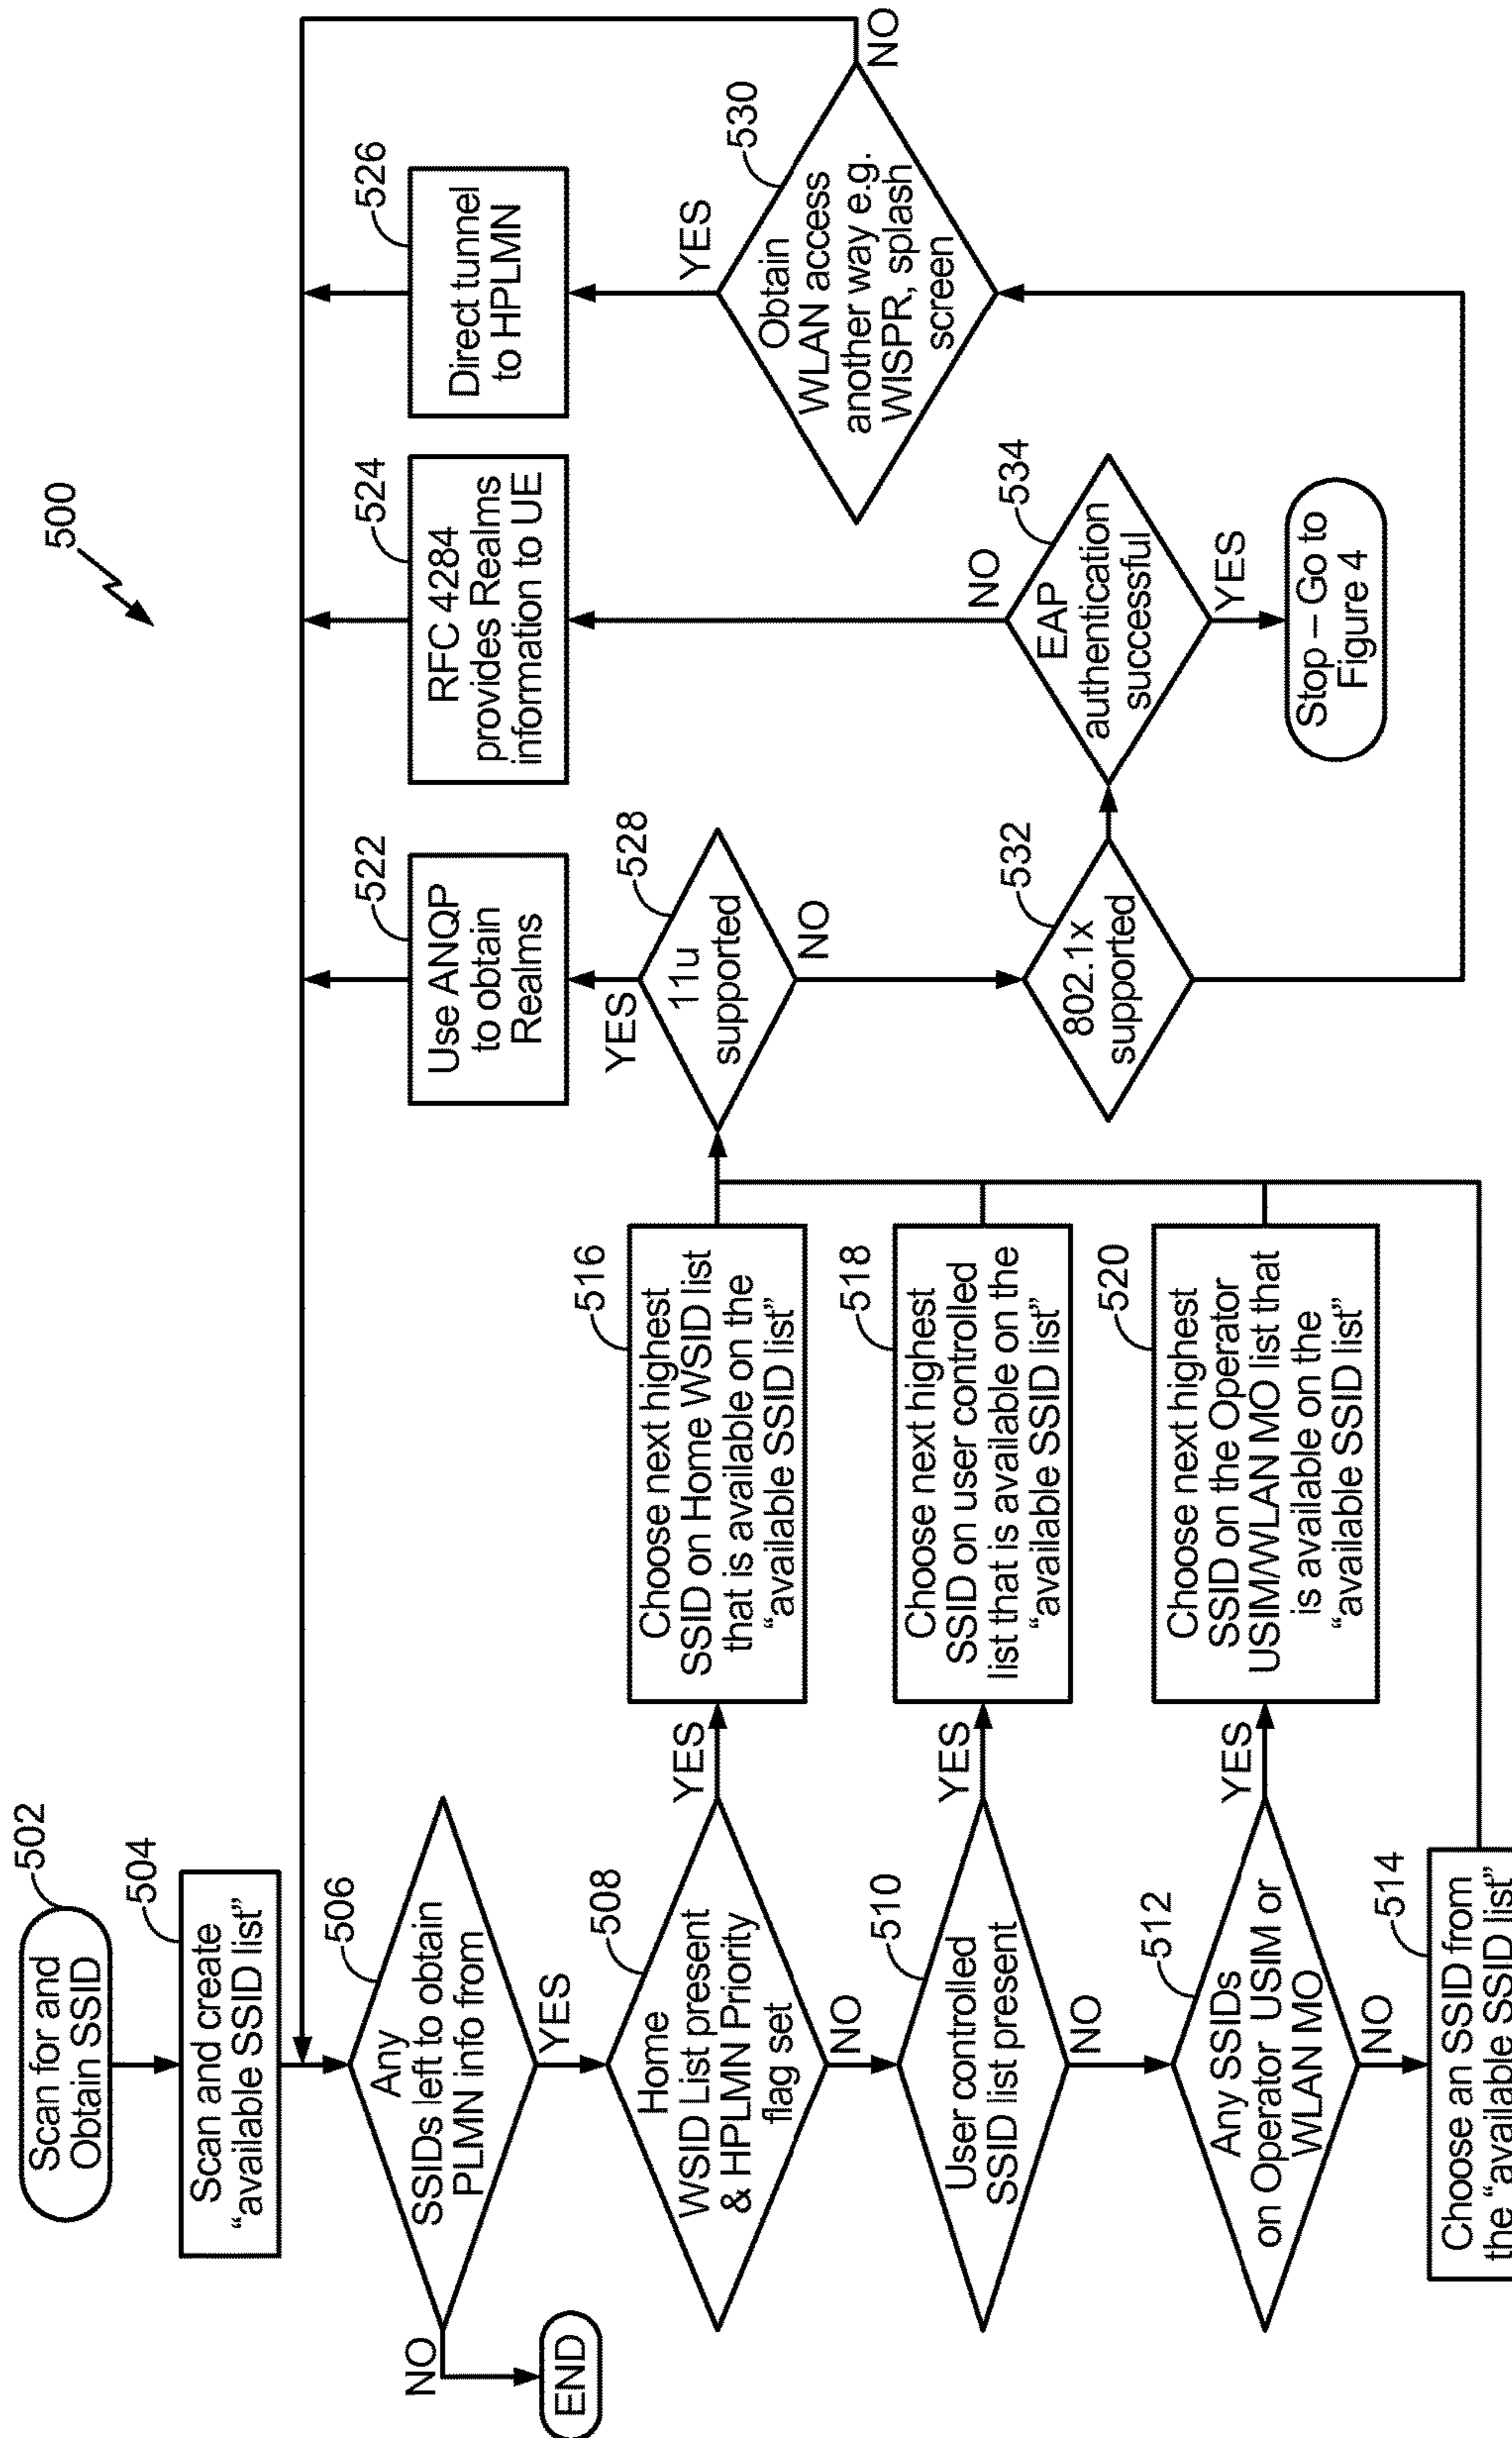 500
Scan for and
Obtain SSID
502
Scan and create
“available SSID list”
504
Any
SSIDs left to obtain
PLMN info from
506
NO
END
YES
Home
WSID List present
& HPLMN Priority
flag set
508
YES
NO
User controlled
SSID list present
510
YES
NO
Any SSIDs
on Operator USIM or
WLAN MO
512
YES
NO
Choose an SSID from
the “available SSID list”
514
Choose next highest
SSID on Home WSID list
that is available on the
“available SSID list”
516
Choose next highest
SSID on user controlled
list that is available on the
“available SSID list”
518
Choose next highest
SSID on the Operator
USIM/WLAN MO list that
is available on the
“available SSID list”
520
Use ANQP
to obtain
Realms
522
YES
11u
supported
528
NO
802.1x
supported
532
RFC 4284
provides Realms
information to UE
524
NO
EAP
authentication
successful
534
YES
Stop – Go to
Figure 4
Direct tunnel
to HPLMN
526
YES
Obtain
WLAN access
another way e.g.
WISPR, splash
screen
530
NO